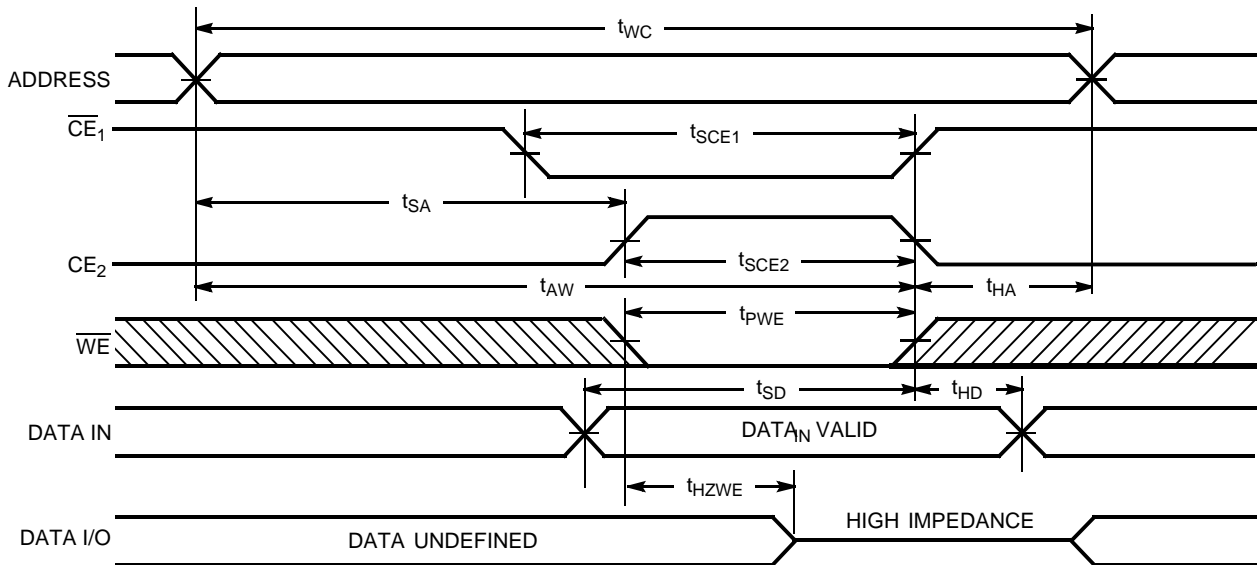 tWC
ADDRESS
CE1
tSCE1
tSA
CE2
tSCE2
tAW
tHA
tPWE
WE
tSD
tHD
DATA IN
DATAIN VALID
tHZWE
HIGH IMPEDANCE
DATA I/O
DATA UNDEFINED